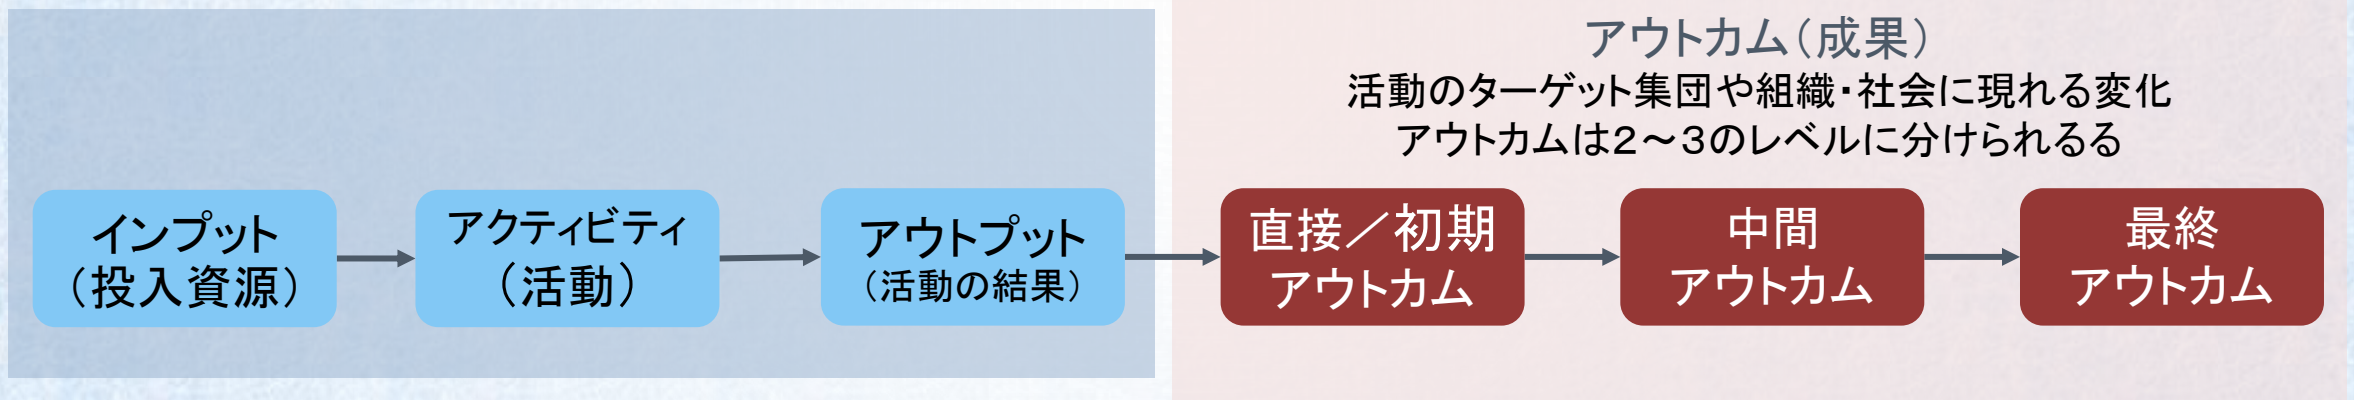 アウトカム（成果）
活動のターゲット集団や組織・社会に現れる変化
アウトカムは２～３のレベルに分けられるる
インプット
（投入資源）
アクティビティ
（活動）
アウトプット
（活動の結果）
直接／初期
アウトカム
中間
アウトカム
最終
アウトカム